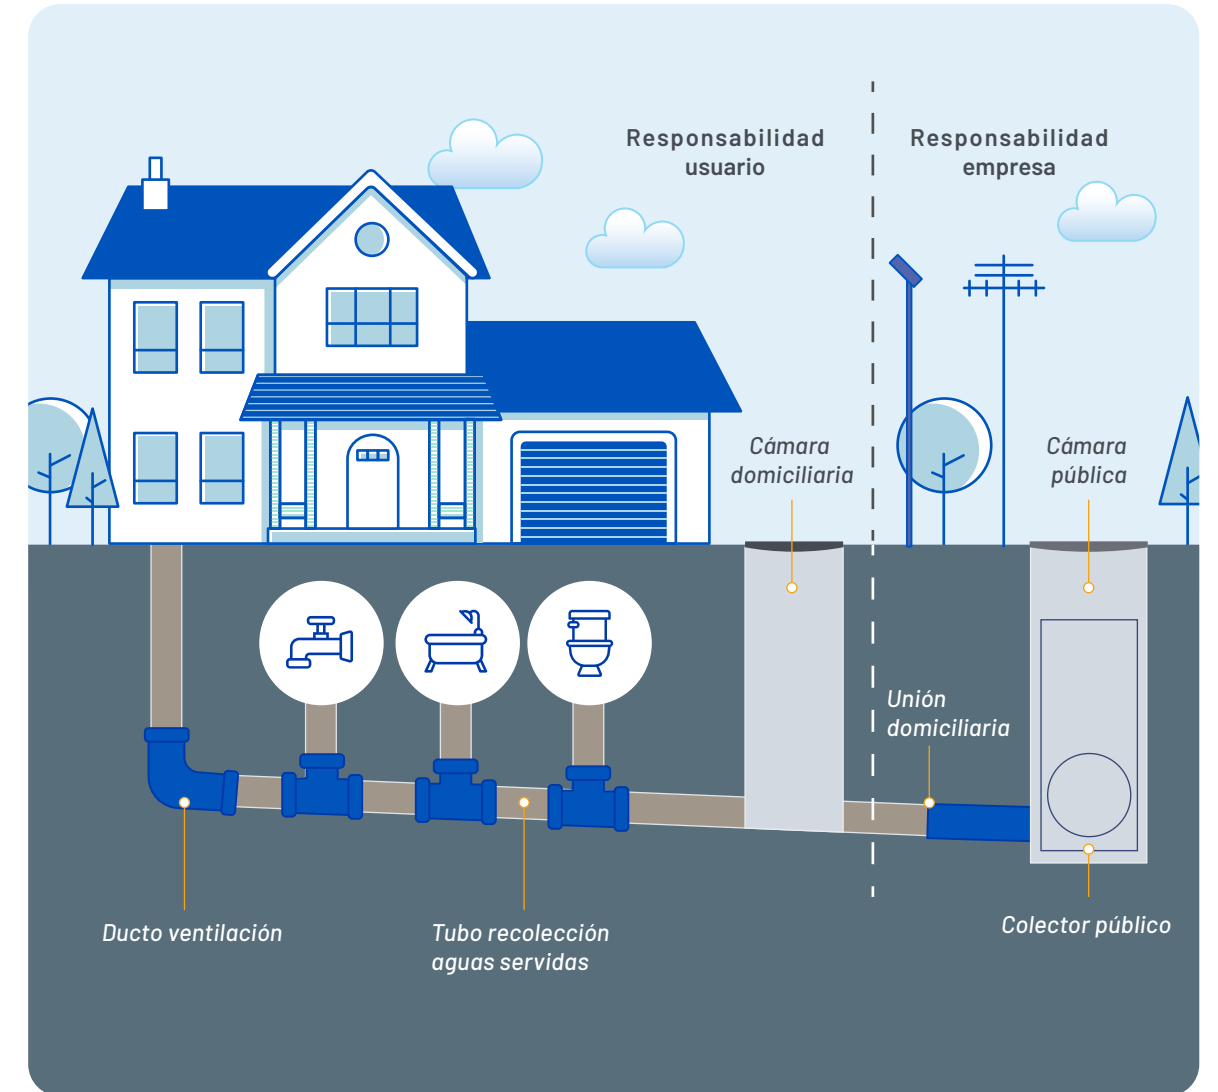 Responsabilidad
usuario
Responsabilidad
empresa
Cámara
domiciliaria
Cámara
pública
Unión
domiciliaria
Ducto ventilación
Tubo recolección
aguas servidas
Colector público